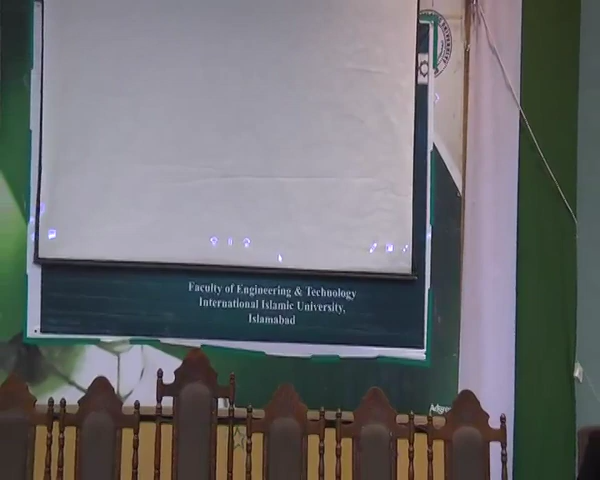 Faculty of Engineering & Technology
International Islamic University,
Islamabad